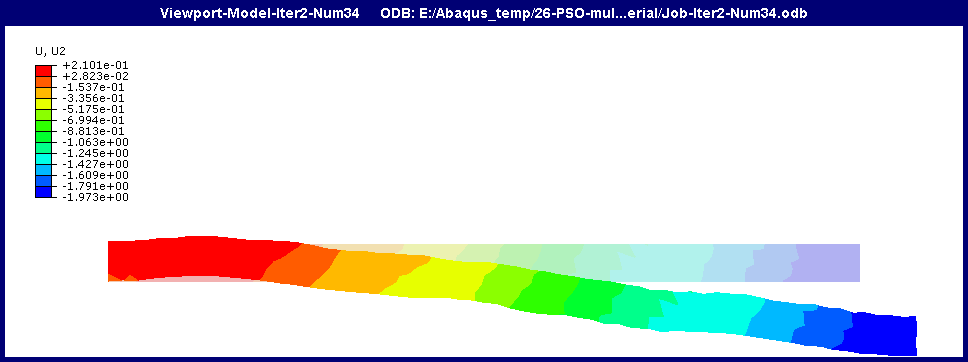 Viewport-Model-Iter2-Num34 ODB: E:/Abaqus_temp/26-PSO-mul...erial/Job-Iter2-Num34.odb
U, U2
+2.101e-01
+2.823e-02
-1.537e-01
-3.356e-01
-5.175e-01
-6.994e-01
-8.813e-01
-1.063e+00
-1.245e+00
-1.427e+00
-1.609e+00
-1.791e+00
-1.973e+00